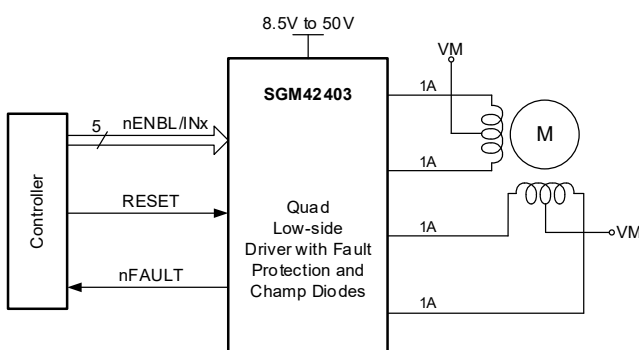 8.5V to 50V
VM
SGM42403
1A
5
nENBL/INx
M
1A
Controller
RESET
Quad
Low-side
Driver with Fault
Protection and
Champ Diodes
1A
VM
nFAULT
1A